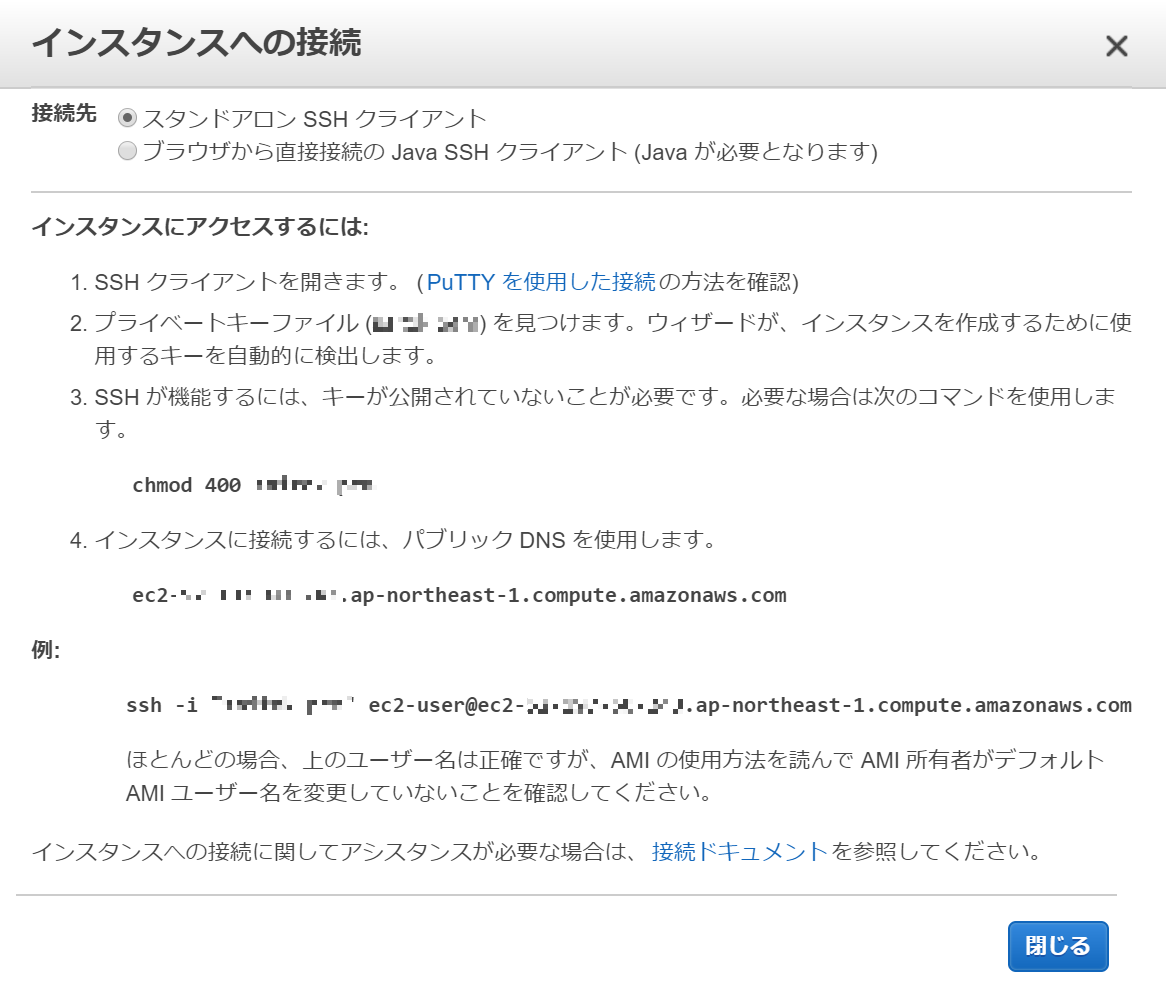 インスタンスへの接続
接続先 スタンドアロン SSH クライアント
ブラウザから直接接続の Java SSH クライアント (Java が必要となります)
インスタンスにアクセスするには:
1. SSH クライアントを開きます。 (PuTTY を使用した接続の方法を確認)
2. プライベートキーファイル () を見つけます。ウィザードが、インスタンスを作成するために使
用するキーを自動的に検出します。
3. SSH が機能するには、キーが公開されていないことが必要です。必要な場合は次のコマンドを使用しま
す。
chmod 400
4. インスタンスに接続するには、パブリック DNS を使用します。
ec2-.ap-northeast-1.compute.amazonaws.com
例:
ssh -i ec2-user@ec2-.ap-northeast-1.compute.amazonaws.com
ほとんどの場合、上のユーザー名は正確ですが、AMI の使用方法を読んで AMI 所有者がデフォルト
AMI ユーザー名を変更していないことを確認してください。
インスタンスへの接続に関してアシスタンスが必要な場合は、 接続ドキュメントを参照してください。
閉じる